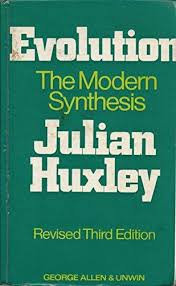 Evolution
The Modern
Synthesis
Julian
Huxley
Revised Third Edition
GEORGE ALLEN & UNWIN